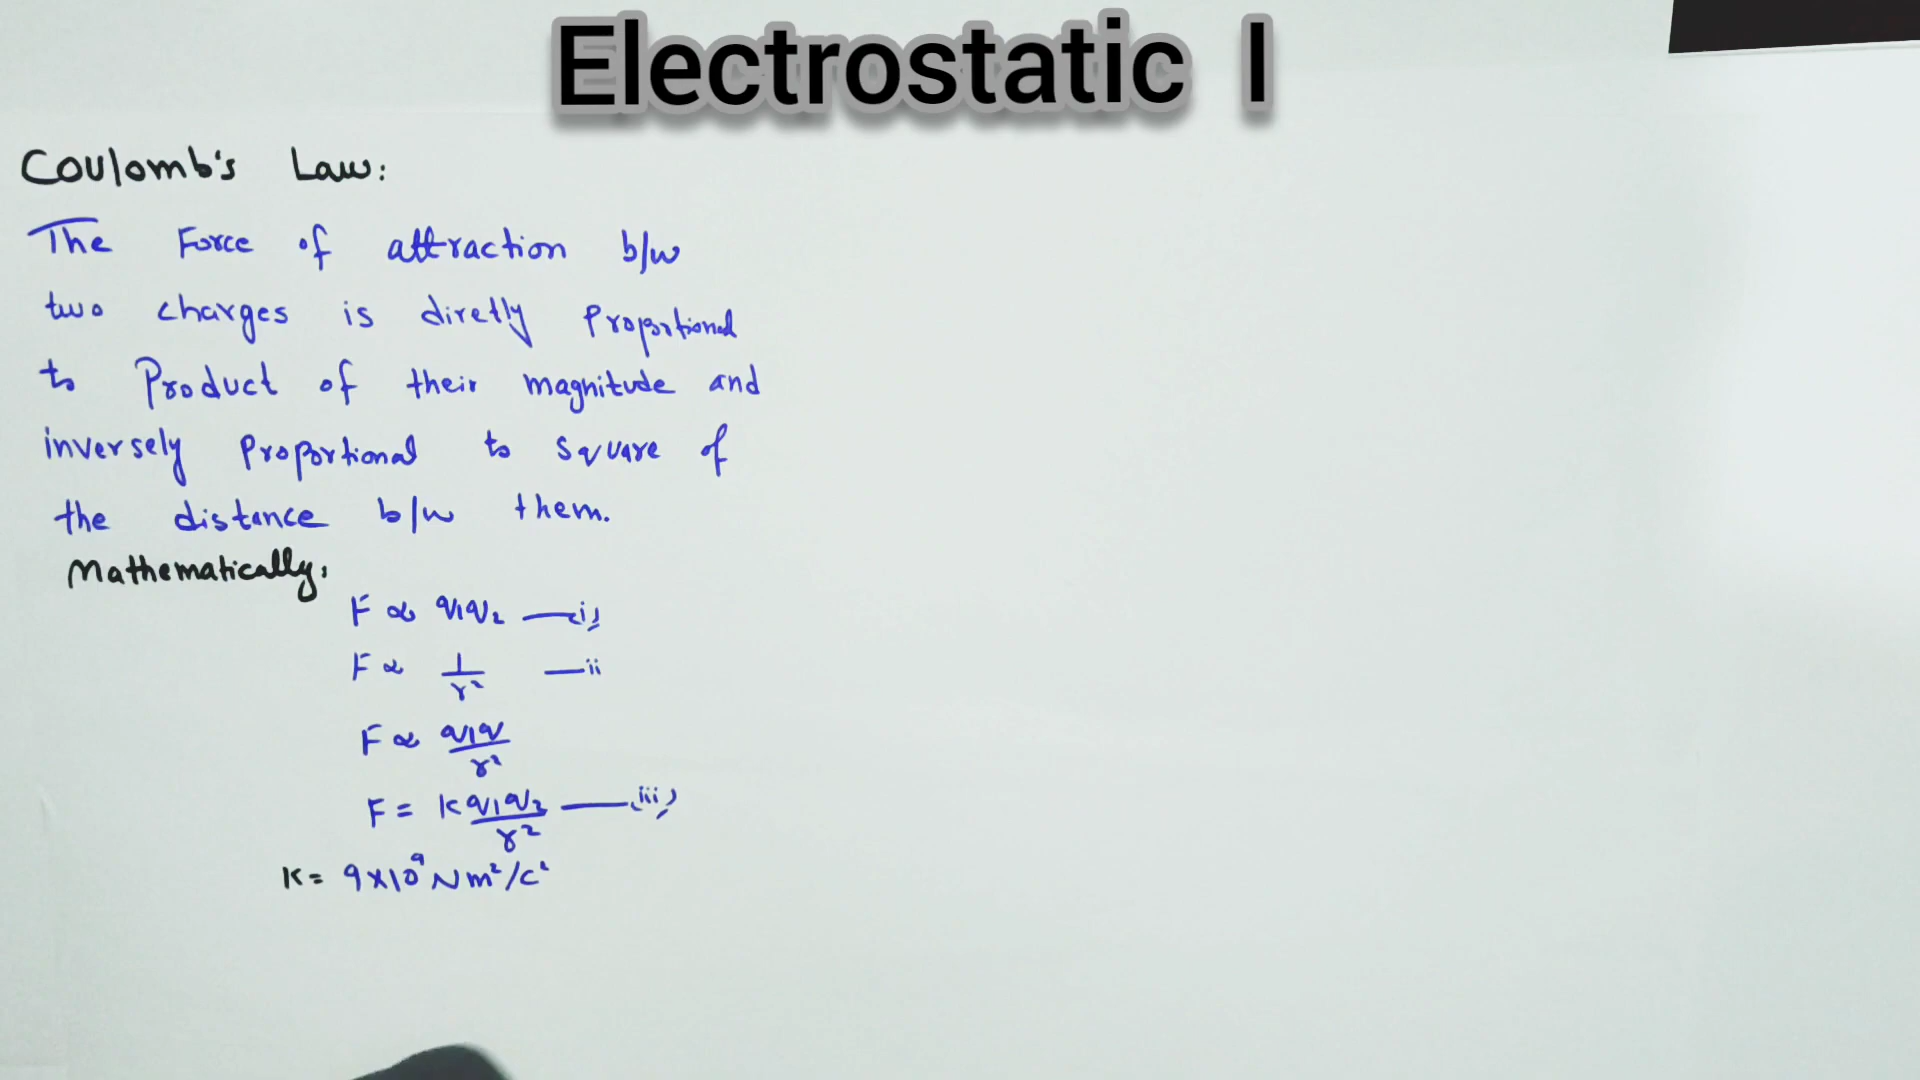 Electrostatic I
Coulomb's Law:
The Force of attraction b/w
two charges is diretly Proportional
to Product of their magnitude and
inversely Proportional to square of
the distance b/w them.
Mathematically:
F ∝ q₁q₂ —— i)
F ∝ 1/r² — ii
F ∝ q₁q/r²
F = K q₁q₂/r² —— (iii)
K = 9×10⁹ Nm²/c²